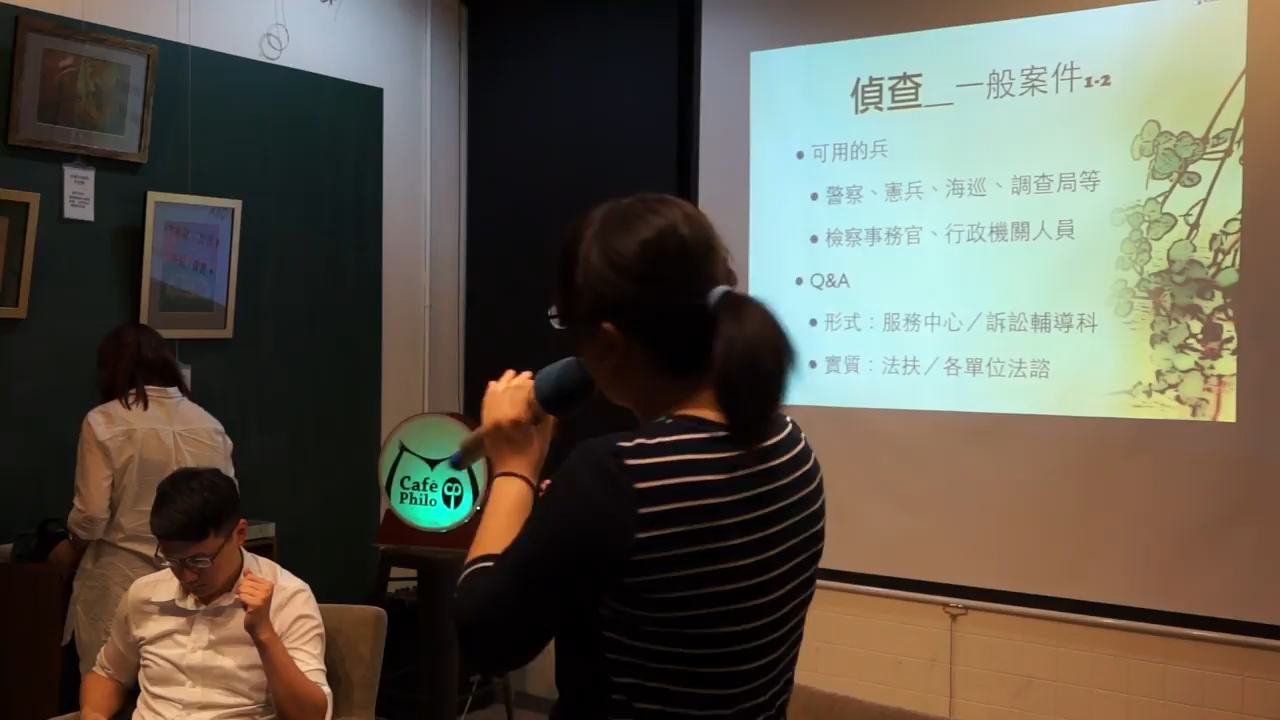 偵查__一般案件1-2
• 可用的兵
• 警察、憲兵、海巡、調查局等
• 檢察事務官、行政機關人員
• Q&A
• 形式：服務中心／訴訟輔導科
• 實質：法扶／各單位法諮
Café
Philo